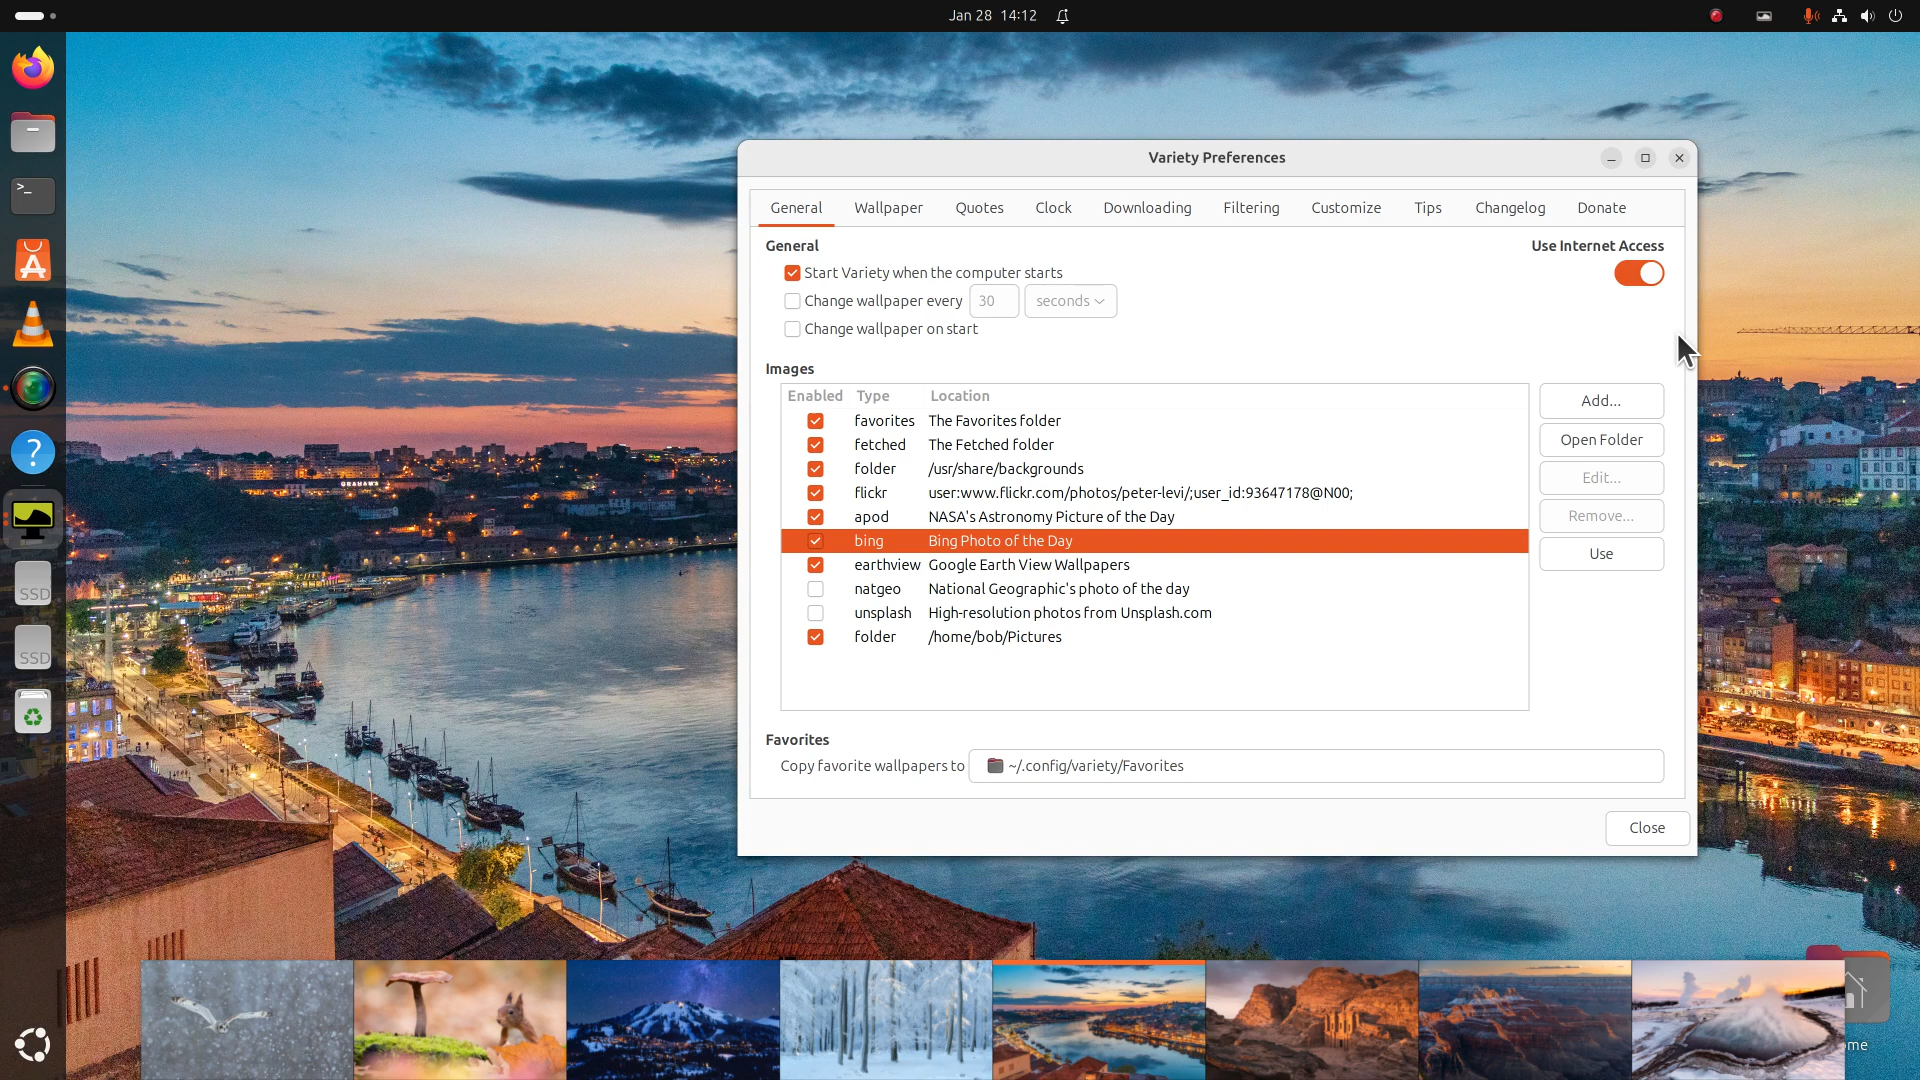 Jan 28 14:12
Variety Preferences
General Wallpaper Quotes Clock Downloading Filtering Customize Tips Changelog Donate
General Use Internet Access
Start Variety when the computer starts
Change wallpaper every 30 seconds
Change wallpaper on start
Images
Enabled Type Location
favorites The Favorites folder
fetched The Fetched folder
folder /usr/share/backgrounds
flickr user:www.flickr.com/photos/peter-levi/;user_id:93647178@N00;
apod NASA's Astronomy Picture of the Day
bing Bing Photo of the Day
earthview Google Earth View Wallpapers
natgeo National Geographic's photo of the day
unsplash High-resolution photos from Unsplash.com
folder /home/bob/Pictures
Add...
Open Folder
Edit...
Remove...
Use
Favorites
Copy favorite wallpapers to ~/.config/variety/Favorites
Close
>_
A
?
SSD
SSD
GRAHAM'S
me